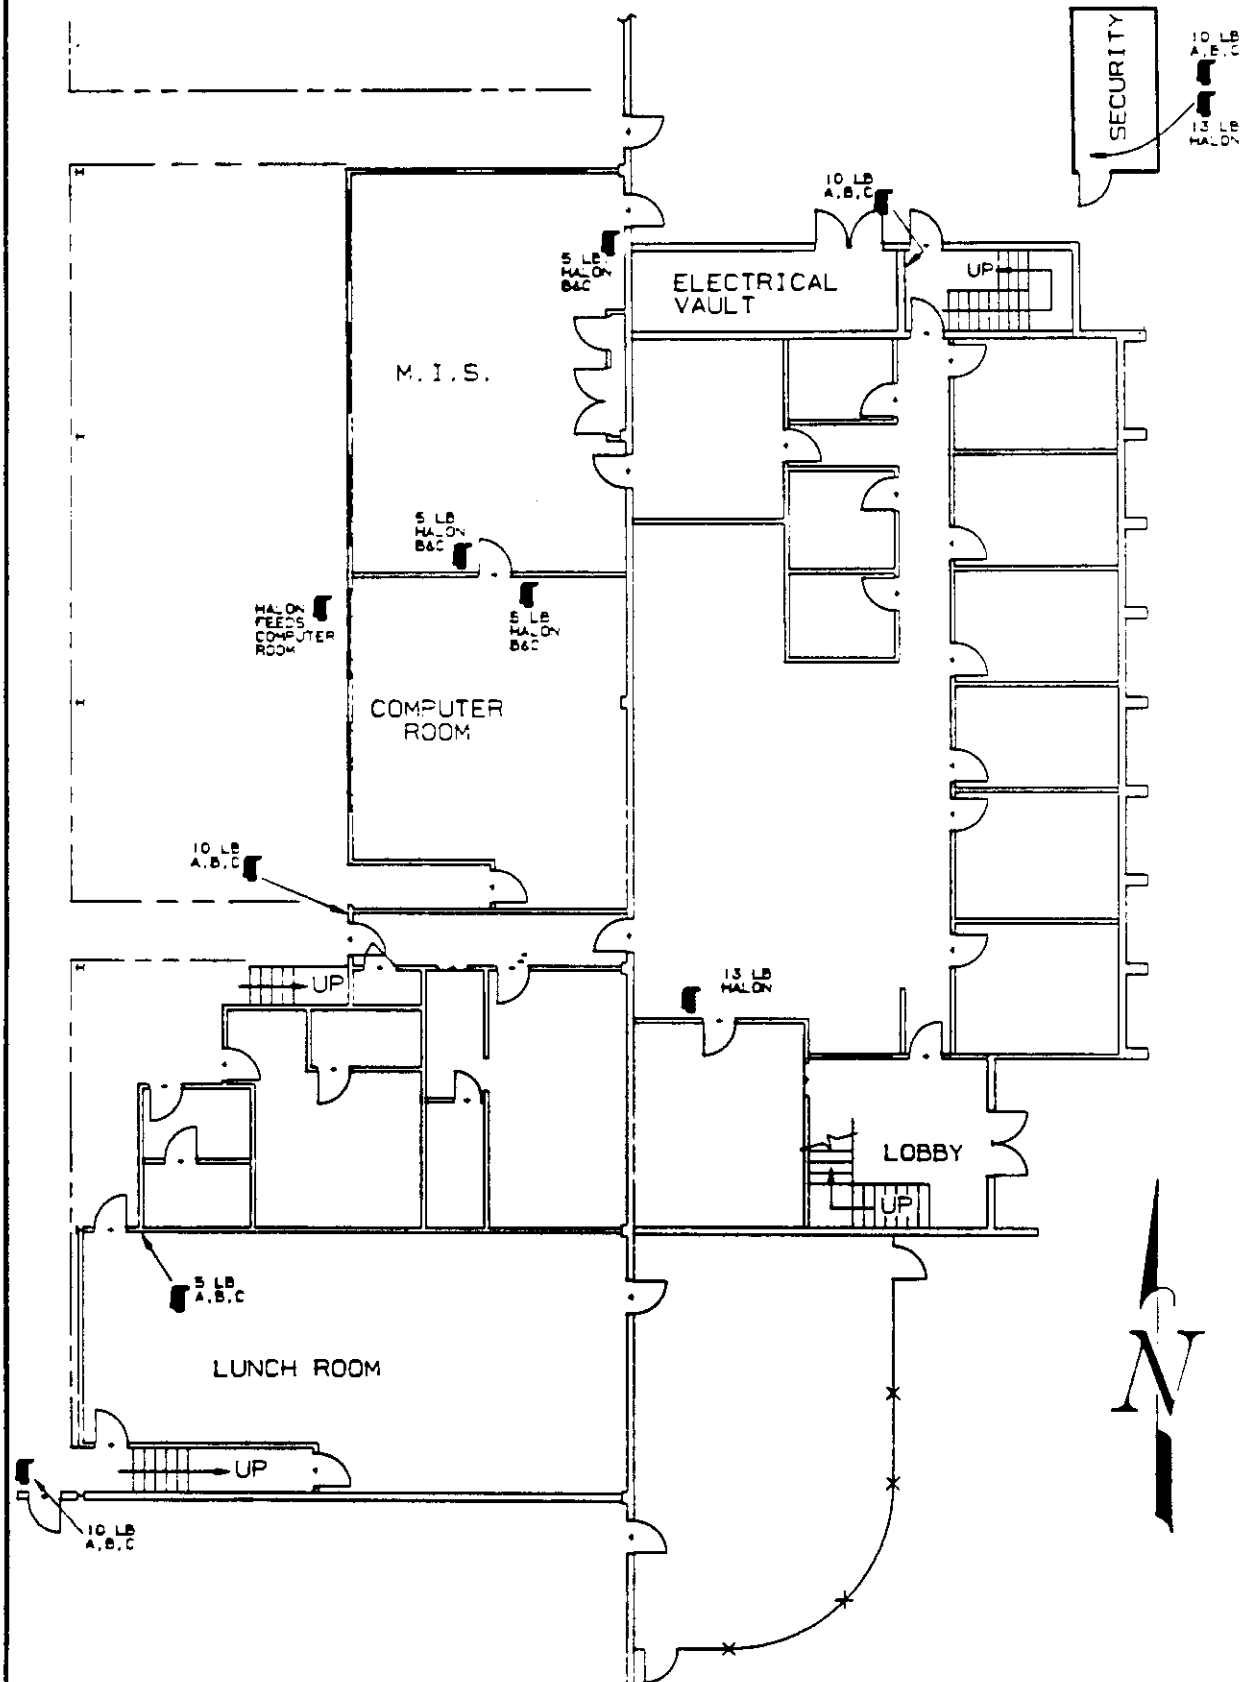 SECURITY
10 LB
A,B,C
13 LB
HALON
10 LB
A,B,C
5 LB
HALON
B&C
ELECTRICAL
VAULT
UP
M.I.S.
5 LB
HALON
B&C
HALON
FEEDS
COMPUTER
ROOM
5 LB
HALON
B&C
COMPUTER
ROOM
10 LB
A,B,C
UP
13 LB
HALON
LOBBY
UP
5 LB
A,B,C
LUNCH ROOM
UP
10 LB
A,B,C
N